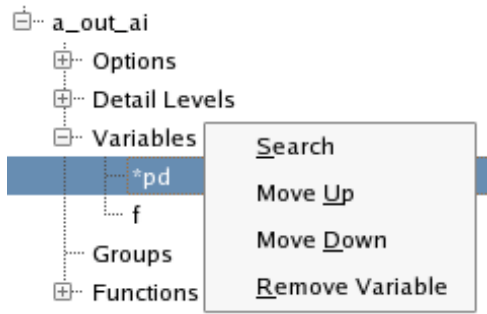 a_out_ai
Options
Detail Levels
Variables
*pd
f
Groups
Functions
Search
Move Up
Move Down
Remove Variable